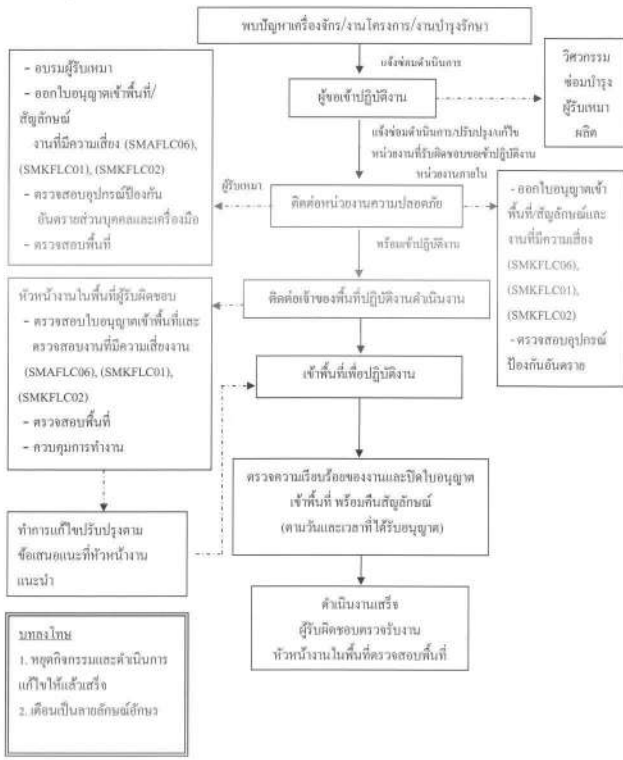 พบปัญหาเครื่องจักร/งานโครงการ/งานบำรุงรักษา
แจ้งซ่อมดำเนินการ
ผู้ขอเข้าปฏิบัติงาน
วิศวกรรม
ซ่อมบำรุง
ผู้รับเหมา
ผลิต
- อบรมผู้รับเหมา
- ออกใบอนุญาตเข้าพื้นที่/
สัญลักษณ์
งานที่มีความเสี่ยง (SMAFLC06),
(SMKFLC01), (SMKFLC02)
- ตรวจสอบอุปกรณ์ป้องกัน
อันตรายส่วนบุคคลและเครื่องมือ
- ตรวจสอบพื้นที่
แจ้งซ่อมดำเนินการ/ปรับปรุง/แก้ไข
หน่วยงานที่รับผิดชอบขอเข้าปฏิบัติงาน
หน่วยงานภายใน
ผู้รับเหมา
ติดต่อหน่วยงานความปลอดภัย
- ออกใบอนุญาตเข้า
พื้นที่/สัญลักษณ์และ
งานที่มีความเสี่ยง
(SMKFLC06),
(SMKFLC01),
(SMKFLC02)
- ตรวจสอบอุปกรณ์
ป้องกันอันตราย
พร้อมเข้าปฏิบัติงาน
ติดต่อเจ้าของพื้นที่ปฏิบัติงานดำเนินงาน
หัวหน้างานในพื้นที่ผู้รับผิดชอบ
- ตรวจสอบใบอนุญาตเข้าพื้นที่และ
ตรวจสอบงานที่มีความเสี่ยงงาน
(SMAFLC06), (SMKFLC01),
(SMKFLC02)
- ตรวจสอบพื้นที่
- ควบคุมการทำงาน
เข้าพื้นที่เพื่อปฏิบัติงาน
ตรวจความเรียบร้อยของงานและปิดใบอนุญาต
เข้าพื้นที่ พร้อมคืนสัญลักษณ์
(ตามวันและเวลาที่ได้รับอนุญาต)
ทำการแก้ไขปรับปรุงตาม
ข้อเสนอแนะที่หัวหน้างาน
แนะนำ
ดำเนินงานเสร็จ
ผู้รับผิดชอบตรวจรับงาน
หัวหน้างานในพื้นที่ตรวจสอบพื้นที่
บทลงโทษ
1. หยุดกิจกรรมและดำเนินการ
แก้ไขให้แล้วเสร็จ
2. เตือนเป็นลายลักษณ์อักษร